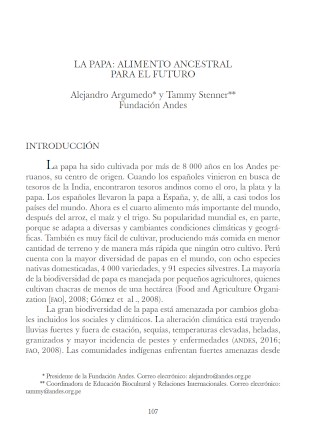 LA PAPA: ALIMENTO ANCESTRAL
PARA EL FUTURO
Alejandro Argumedo* y Tammy Stenner**
Fundación Andes
INTRODUCCIÓN
La papa ha sido cultivada por más de 8 000 años en los Andes pe-
ruanos, su centro de origen. Cuando los españoles vinieron en busca de
tesoros de la India, encontraron tesoros andinos como el oro, la plata y la
papa. Los españoles llevaron la papa a España, y, de allí, a casi todos los
países del mundo. Ahora es el cuarto alimento más importante del mundo,
después del arroz, el maíz y el trigo. Su popularidad mundial es, en parte,
porque se adapta a diversas y cambiantes condiciones climáticas y geográ-
ficas. También es muy fácil de cultivar, produciendo más comida en menor
cantidad de terreno y de manera más rápida que ningún otro cultivo. Perú
cuenta con la mayor diversidad de papas en el mundo, con ocho especies
nativas domesticadas, 4 000 variedades, y 91 especies silvestres. La mayoría
de la biodiversidad de papa es manejada por pequeños agricultores, quienes
cultivan chacras de menos de una hectárea (Food and Agriculture Organi-
zation [FAO], 2008; Gómez et al., 2008).
La gran biodiversidad de la papa está amenazada por cambios globa-
les incluidos los sociales y climáticos. La alteración climática está trayendo
lluvias fuertes y fuera de estación, sequías, temperaturas elevadas, heladas,
granizados y mayor incidencia de pestes y enfermedades (ANDES, 2016;
FAO, 2008). Las comunidades indígenas enfrentan fuertes amenazas desde
* Presidente de la Fundación Andes. Correo electrónico: alejandro@andes.org.pe
** Coordinadora de Educación Biocultural y Relaciones Internacionales. Correo electrónico:
tammy@andes.org.pe
107